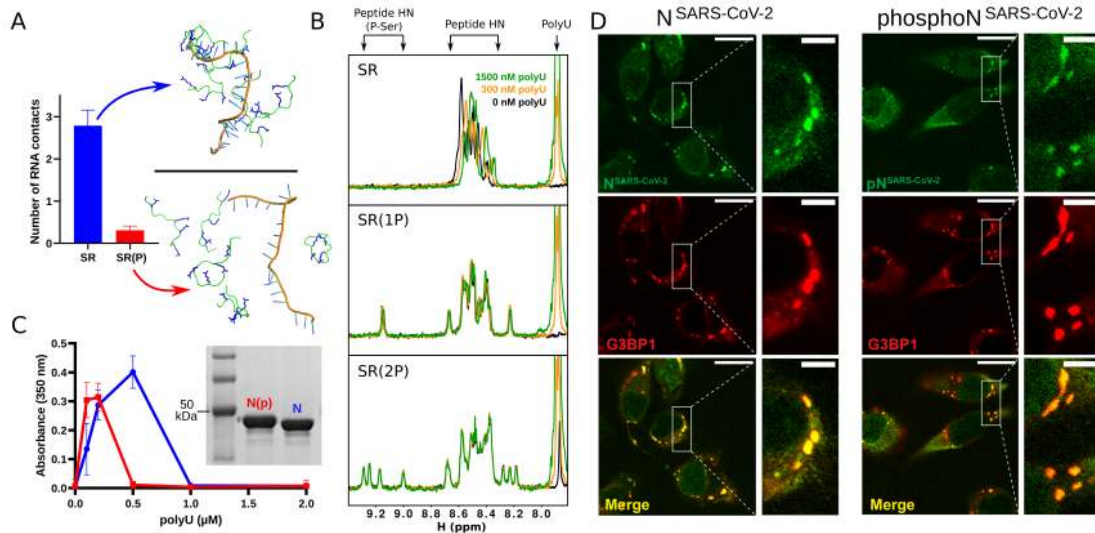 A
Number of RNA contacts
3
2
1
0
SR
SR(P)
B
Peptide HN
(P-Ser)
Peptide HN
PolyU
SR
1500 nM polyU
300 nM polyU
0 nM polyU
SR(1P)
SR(2P)
9.2
9.0
8.8
8.6
8.4
8.2
8.0
H (ppm)
C
Absorbance (350 nm)
0.5
0.4
0.3
0.2
0.1
0.0
0.0
0.5
1.0
1.5
2.0
polyU (μM)
50
kDa
N(p)
N
D
N SARS-CoV-2
phosphoN SARS-CoV-2
N SARS-CoV-2
pN SARS-CoV-2
G3BP1
G3BP1
Merge
Merge